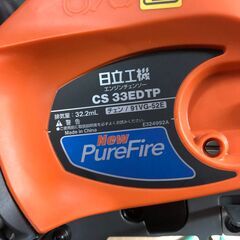 日立工機
エンジンチェンソー
CS 33EDTP
チェン / 91VG-52E
排気量：32.2mL
警告
Made in China
E324992A
New
PureFire